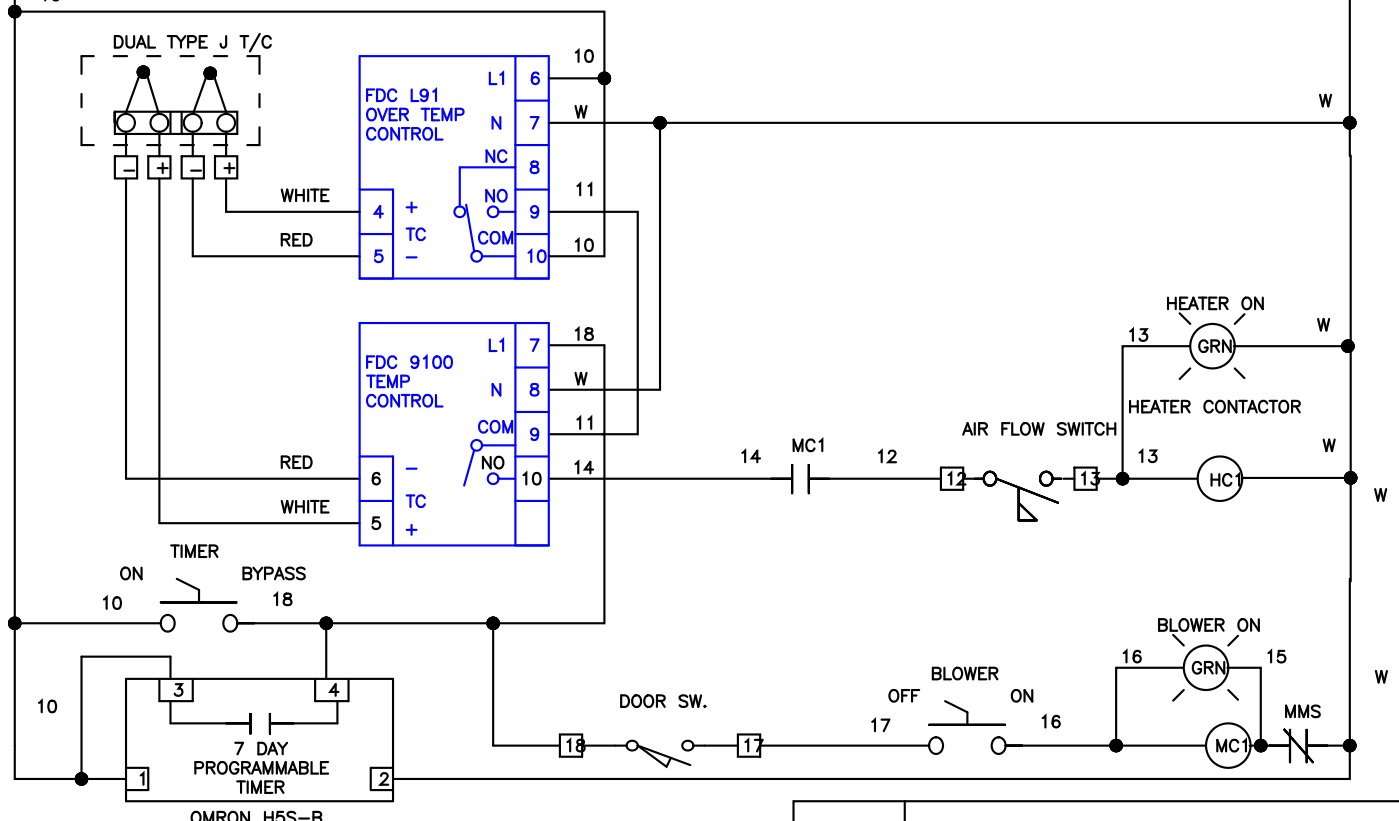 DUAL TYPE J T/C
10
L1 6
FDC L91
OVER TEMP
CONTROL
W
W
N 7
NC
8
− + − +
WHITE
4 +
NO
9
11
TC
RED
5 −
COM
10
10
HEATER ON
18
L1 7
13
GRN
W
FDC 9100
TEMP
CONTROL
W
N 8
HEATER CONTACTOR
COM
9
11
AIR FLOW SWITCH
MC1
W
RED
6 −
NO
10
14
14
12
12
13
13
HC1
W
TC
WHITE
5 +
TIMER
ON BYPASS
10 18
BLOWER ON
16
GRN
15
BLOWER
W
3 4
10
DOOR SW.
OFF ON
MMS
17
16
18
17
MC1
7 DAY
PROGRAMMABLE
TIMER
1 2
OMRON H5S-B